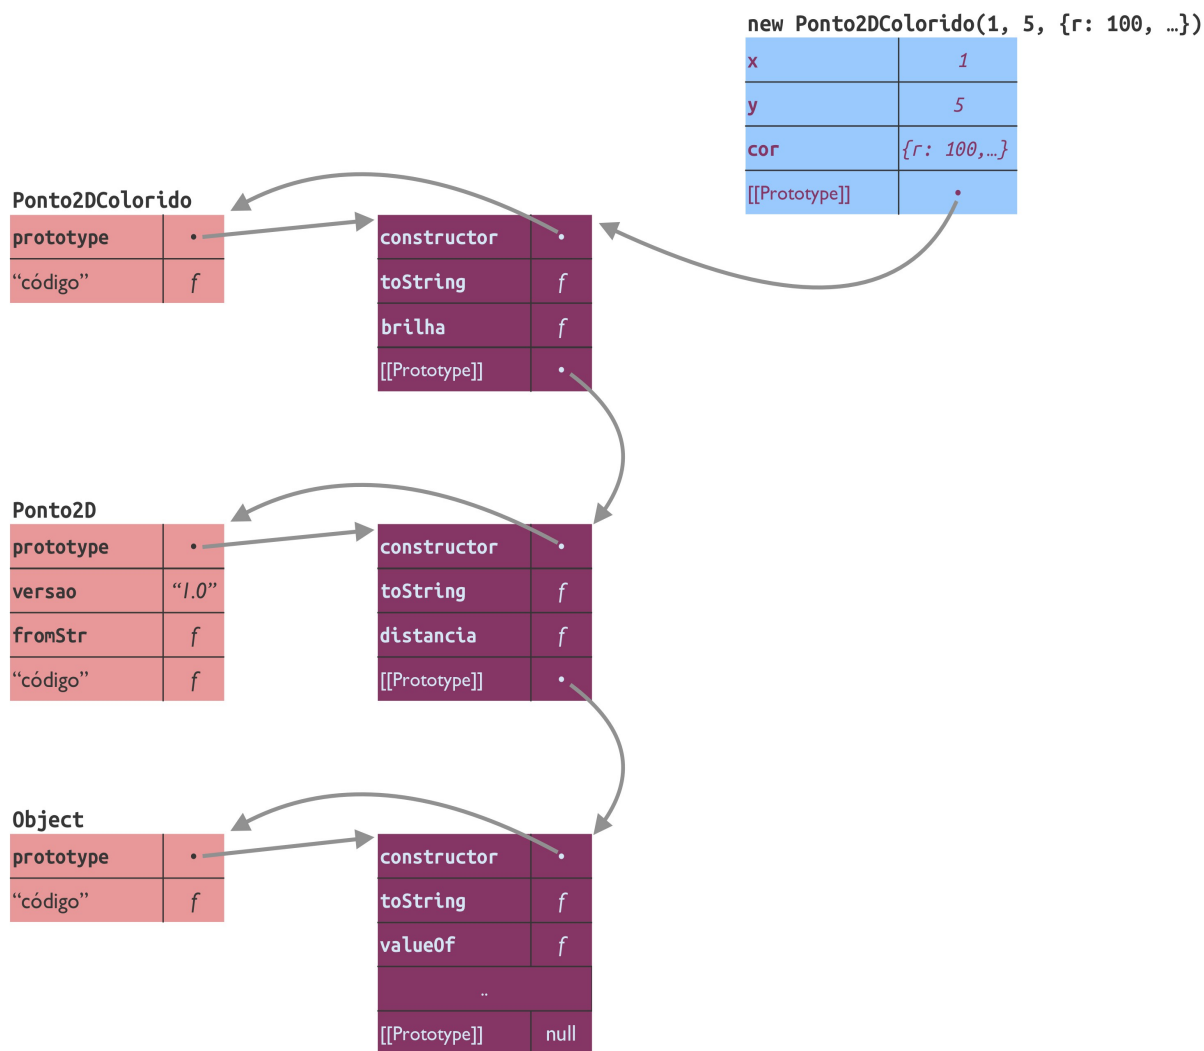 new Ponto2DColorido(1, 5, {r: 100, …})
x 1
y 5
cor {r: 100,…}
[[Prototype]] •
Ponto2DColorido
prototype •
“código” f
constructor •
toString f
brilha f
[[Prototype]] •
Ponto2D
prototype •
versao “1.0”
fromStr f
“código” f
constructor •
toString f
distancia f
[[Prototype]] •
Object
prototype •
“código” f
constructor •
toString f
valueOf f
..
[[Prototype]] null